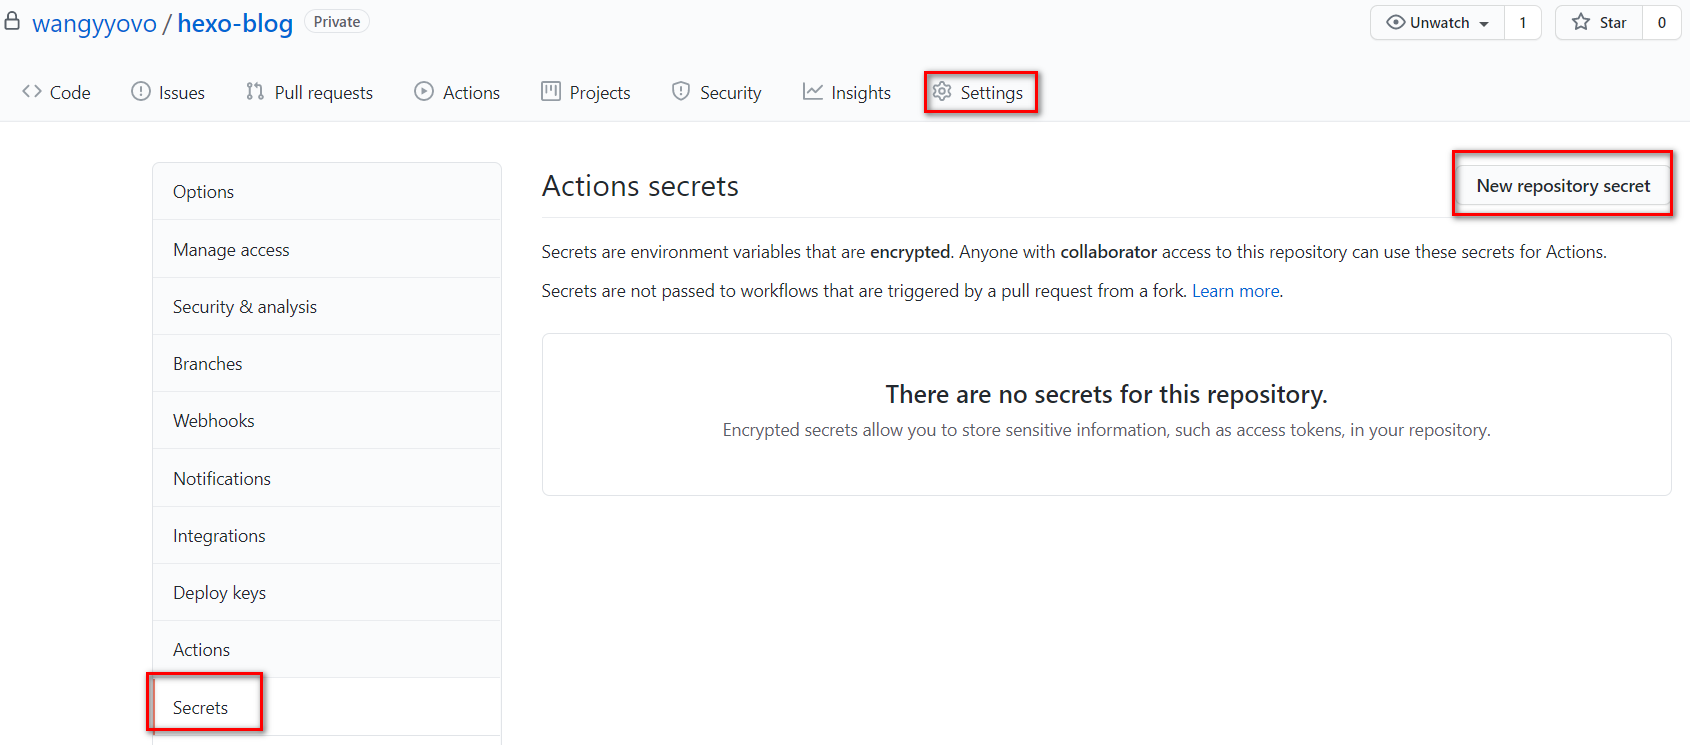 wangyyovo / hexo-blog Private
Unwatch 1 Star 0
Code Issues Pull requests Actions Projects Security Insights Settings
Options
Manage access
Security & analysis
Branches
Webhooks
Notifications
Integrations
Deploy keys
Actions
Secrets
Actions secrets
New repository secret
Secrets are environment variables that are encrypted. Anyone with collaborator access to this repository can use these secrets for Actions.
Secrets are not passed to workflows that are triggered by a pull request from a fork. Learn more.
There are no secrets for this repository.
Encrypted secrets allow you to store sensitive information, such as access tokens, in your repository.